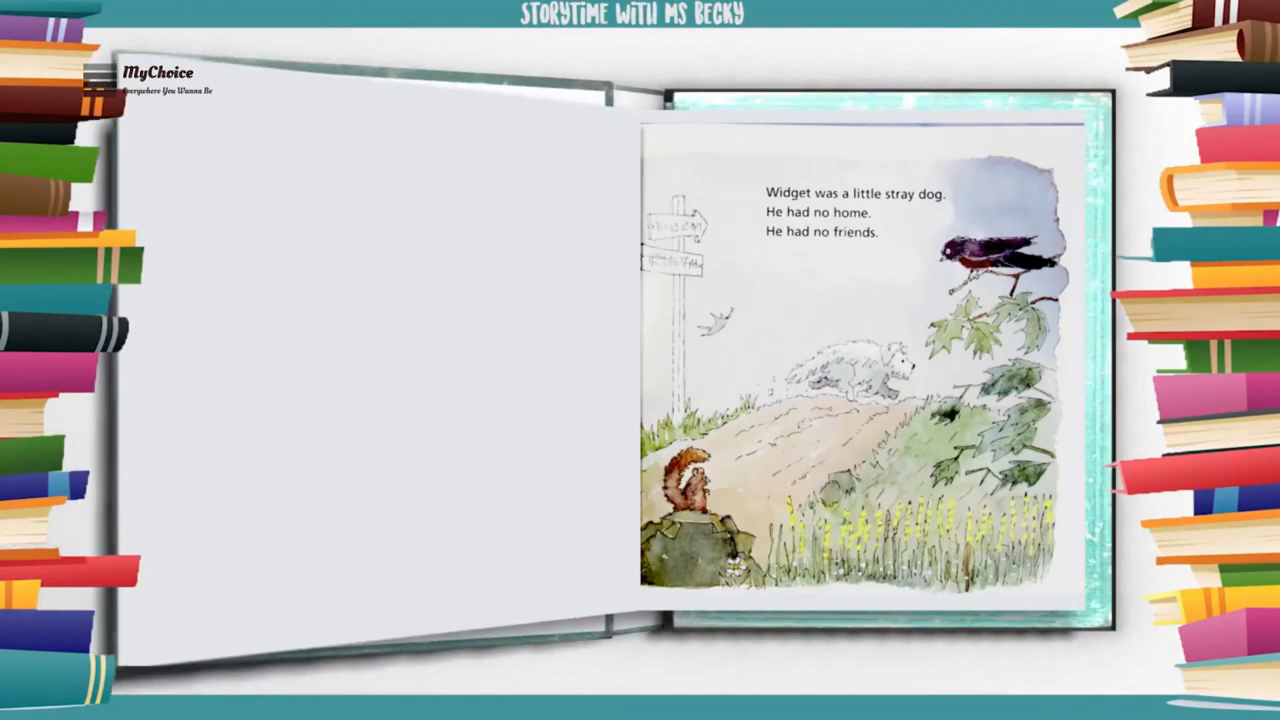 STORYTIME WITH MS BECKY
MyChoice
Everywhere You Wanna Be
Widget was a little stray dog.
He had no home.
He had no friends.